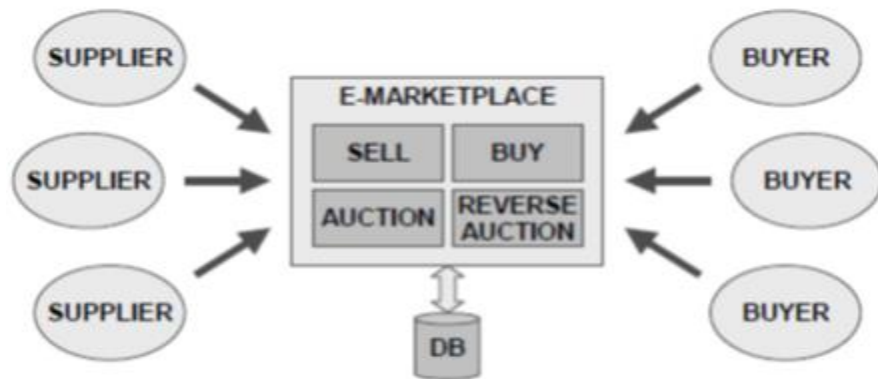 SUPPLIER
BUYER
E-MARKETPLACE
SELL
BUY
SUPPLIER
BUYER
AUCTION
REVERSE
AUCTION
SUPPLIER
BUYER
DB